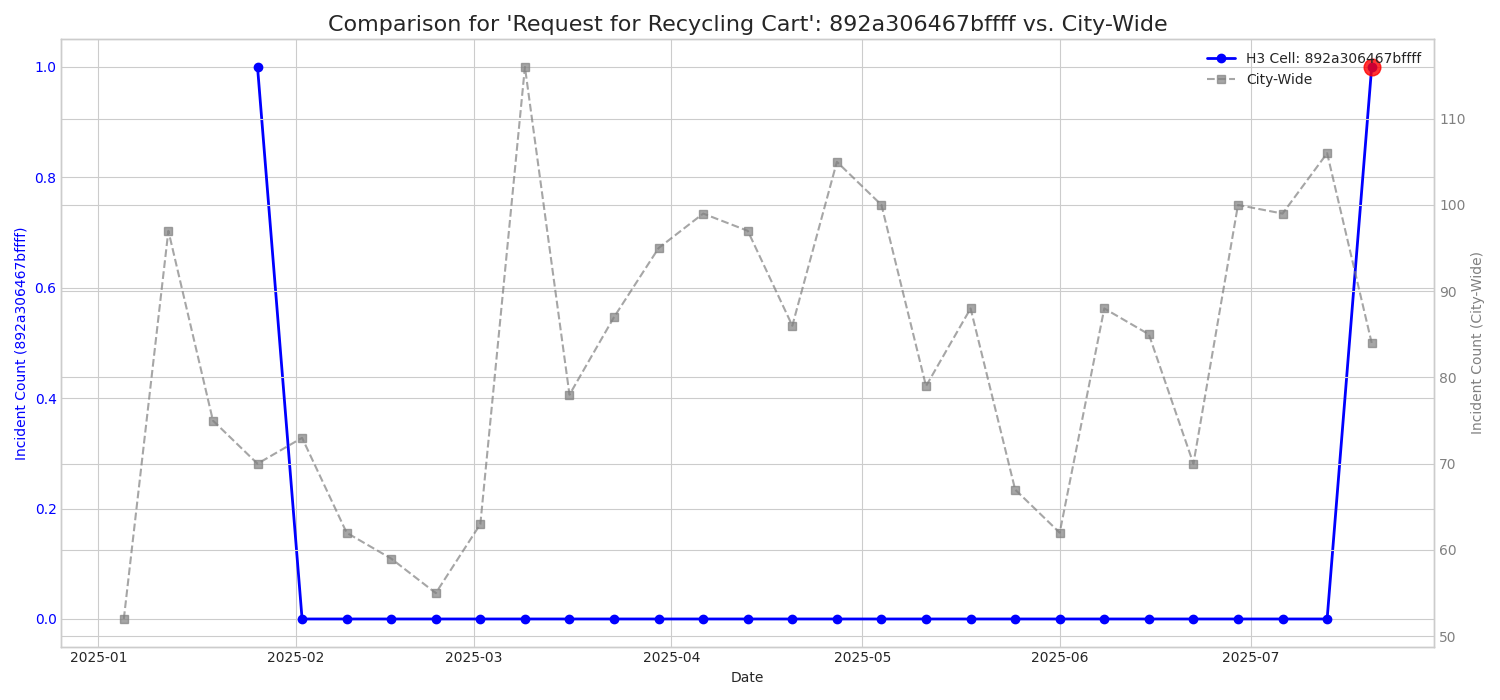 Comparison for 'Request for Recycling Cart': 892a306467bffff vs. City-Wide
H3 Cell: 892a306467bffff
City-Wide
Incident Count (892a306467bffff)
1.0
0.8
0.6
0.4
0.2
0.0
110
100
90
80
70
60
50
Incident Count (City-Wide)
2025-01 2025-02 2025-03 2025-04 2025-05 2025-06 2025-07
Date